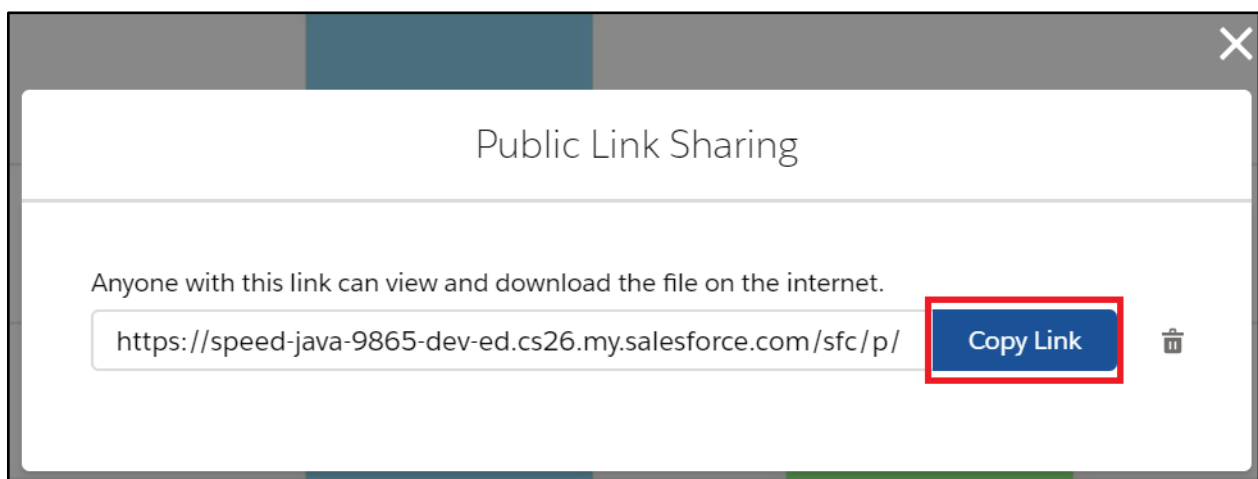 Public Link Sharing
Anyone with this link can view and download the file on the internet.
https://speed-java-9865-dev-ed.cs26.my.salesforce.com/sfc/p/
Copy Link